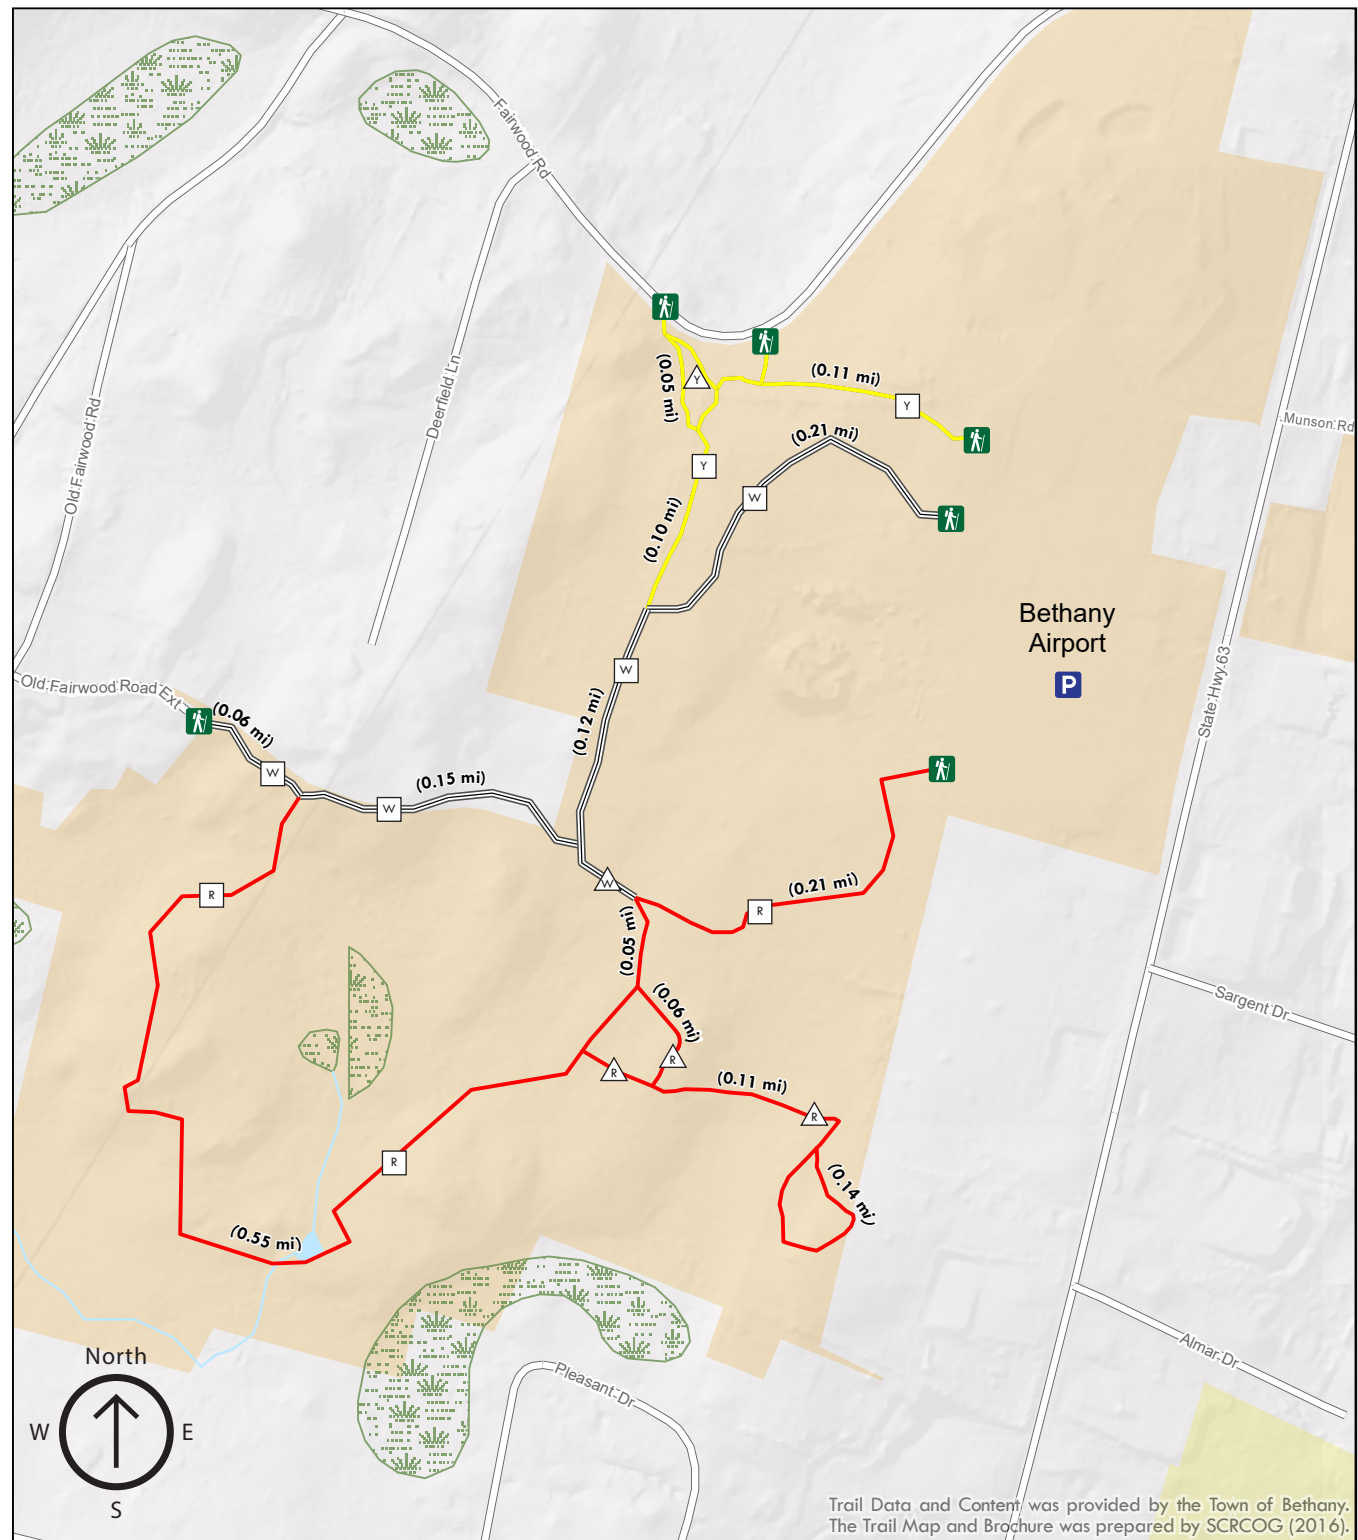 Fairwood Rd
Deerfield Ln
Old Fairwood Rd
(0.05 mi)
Y
(0.11 mi)
Y
Munson Rd
(0.21 mi)
Y
W
(0.10 mi)
Bethany
Airport
P
State Hwy 63
W
(0.12 mi)
Old Fairwood Road Ext
(0.06 mi)
W
(0.15 mi)
W
W
R
(0.21 mi)
R
(0.05 mi)
(0.06 mi)
Sargent Dr
R
R
(0.11 mi)
R
R
(0.14 mi)
(0.55 mi)
Almar Dr
Pleasant Dr
North
W
E
S
Trail Data and Content was provided by the Town of Bethany.
The Trail Map and Brochure was prepared by SCRCOG (2016).